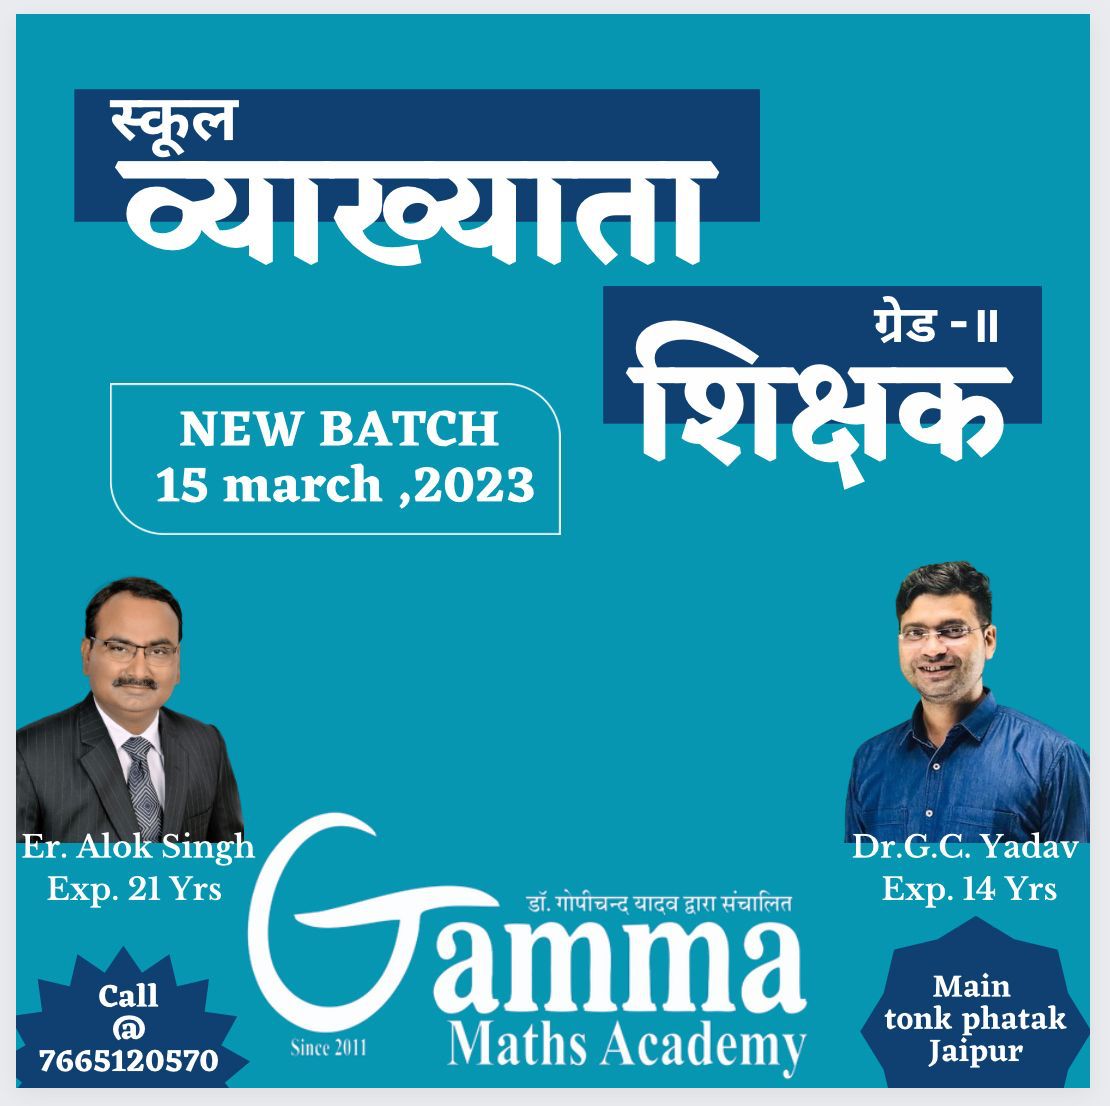 स्कूल
व्याख्याता
ग्रेड -II
शिक्षक
NEW BATCH
15 march ,2023
Er. Alok Singh
Exp. 21 Yrs
Dr.G.C. Yadav
Exp. 14 Yrs
डॉ. गोपीचन्द यादव द्वारा संचालित
Gamma
Since 2011
Maths Academy
Call
@
7665120570
Main
tonk phatak
Jaipur